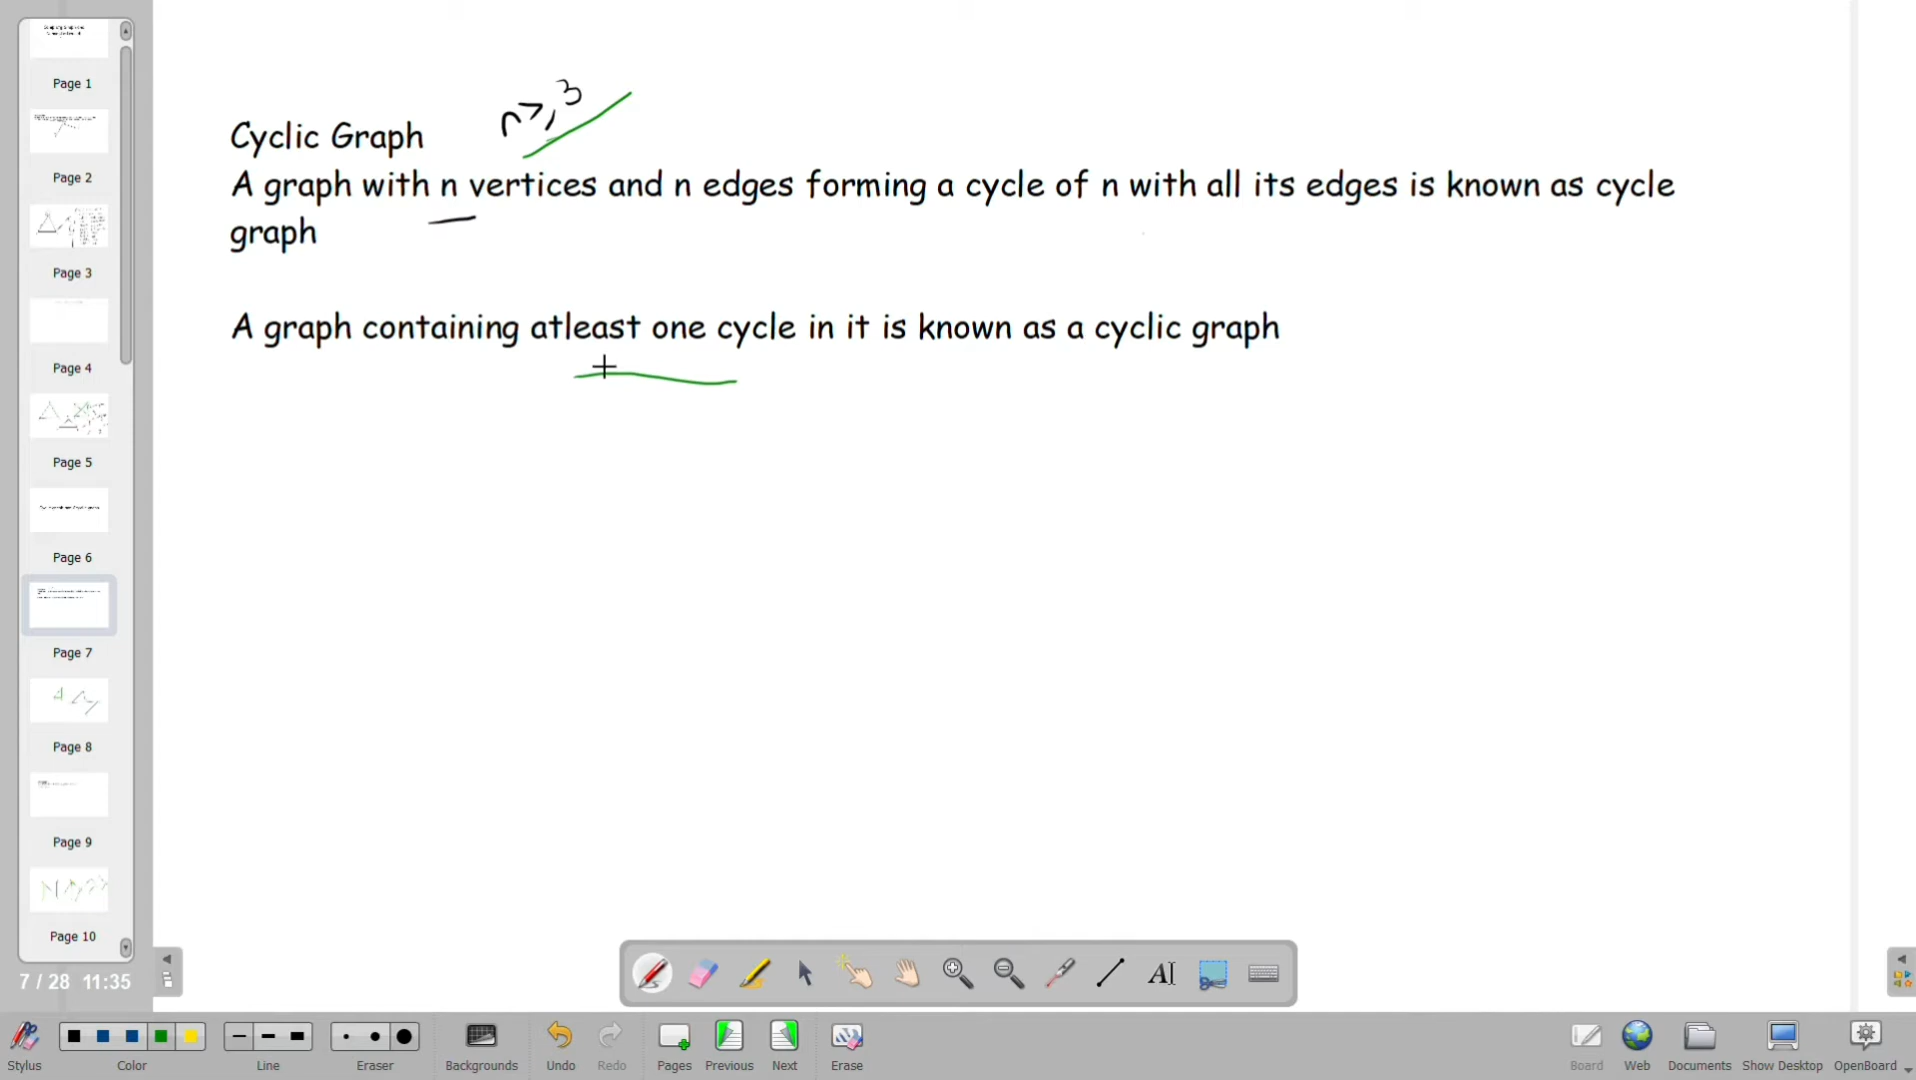 Page 1
Page 2
Page 3
Page 4
Page 5
Page 6
Page 7
Page 8
Page 9
Page 10
7 / 28 11:35
n>,3
Cyclic Graph
A graph with n vertices and n edges forming a cycle of n with all its edges is known as cycle
graph
A graph containing atleast one cycle in it is known as a cyclic graph
AI
Stylus
Color
Line
Eraser
Backgrounds
Undo
Redo
Pages
Previous
Next
Erase
Board
Web
Documents
Show Desktop
OpenBoard